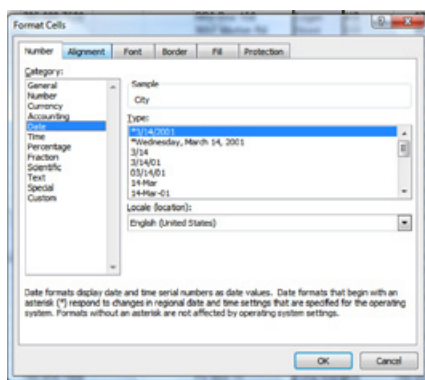 Format Cells
Number Alignment Font Border Fill Protection
Category:
General
Number
Currency
Accounting
Date
Time
Percentage
Fraction
Scientific
Text
Special
Custom
Sample
City
Type:
*3/14/2001
*Wednesday, March 14, 2001
3/14
3/14/01
03/14/01
14-Mar
14-Mar-01
Locale (location):
English (United States)
Date formats display date and time serial numbers as date values. Date formats that begin with an
asterisk (*) respond to changes in regional date and time settings that are specified for the operating
system. Formats without an asterisk are not affected by operating system settings.
OK Cancel